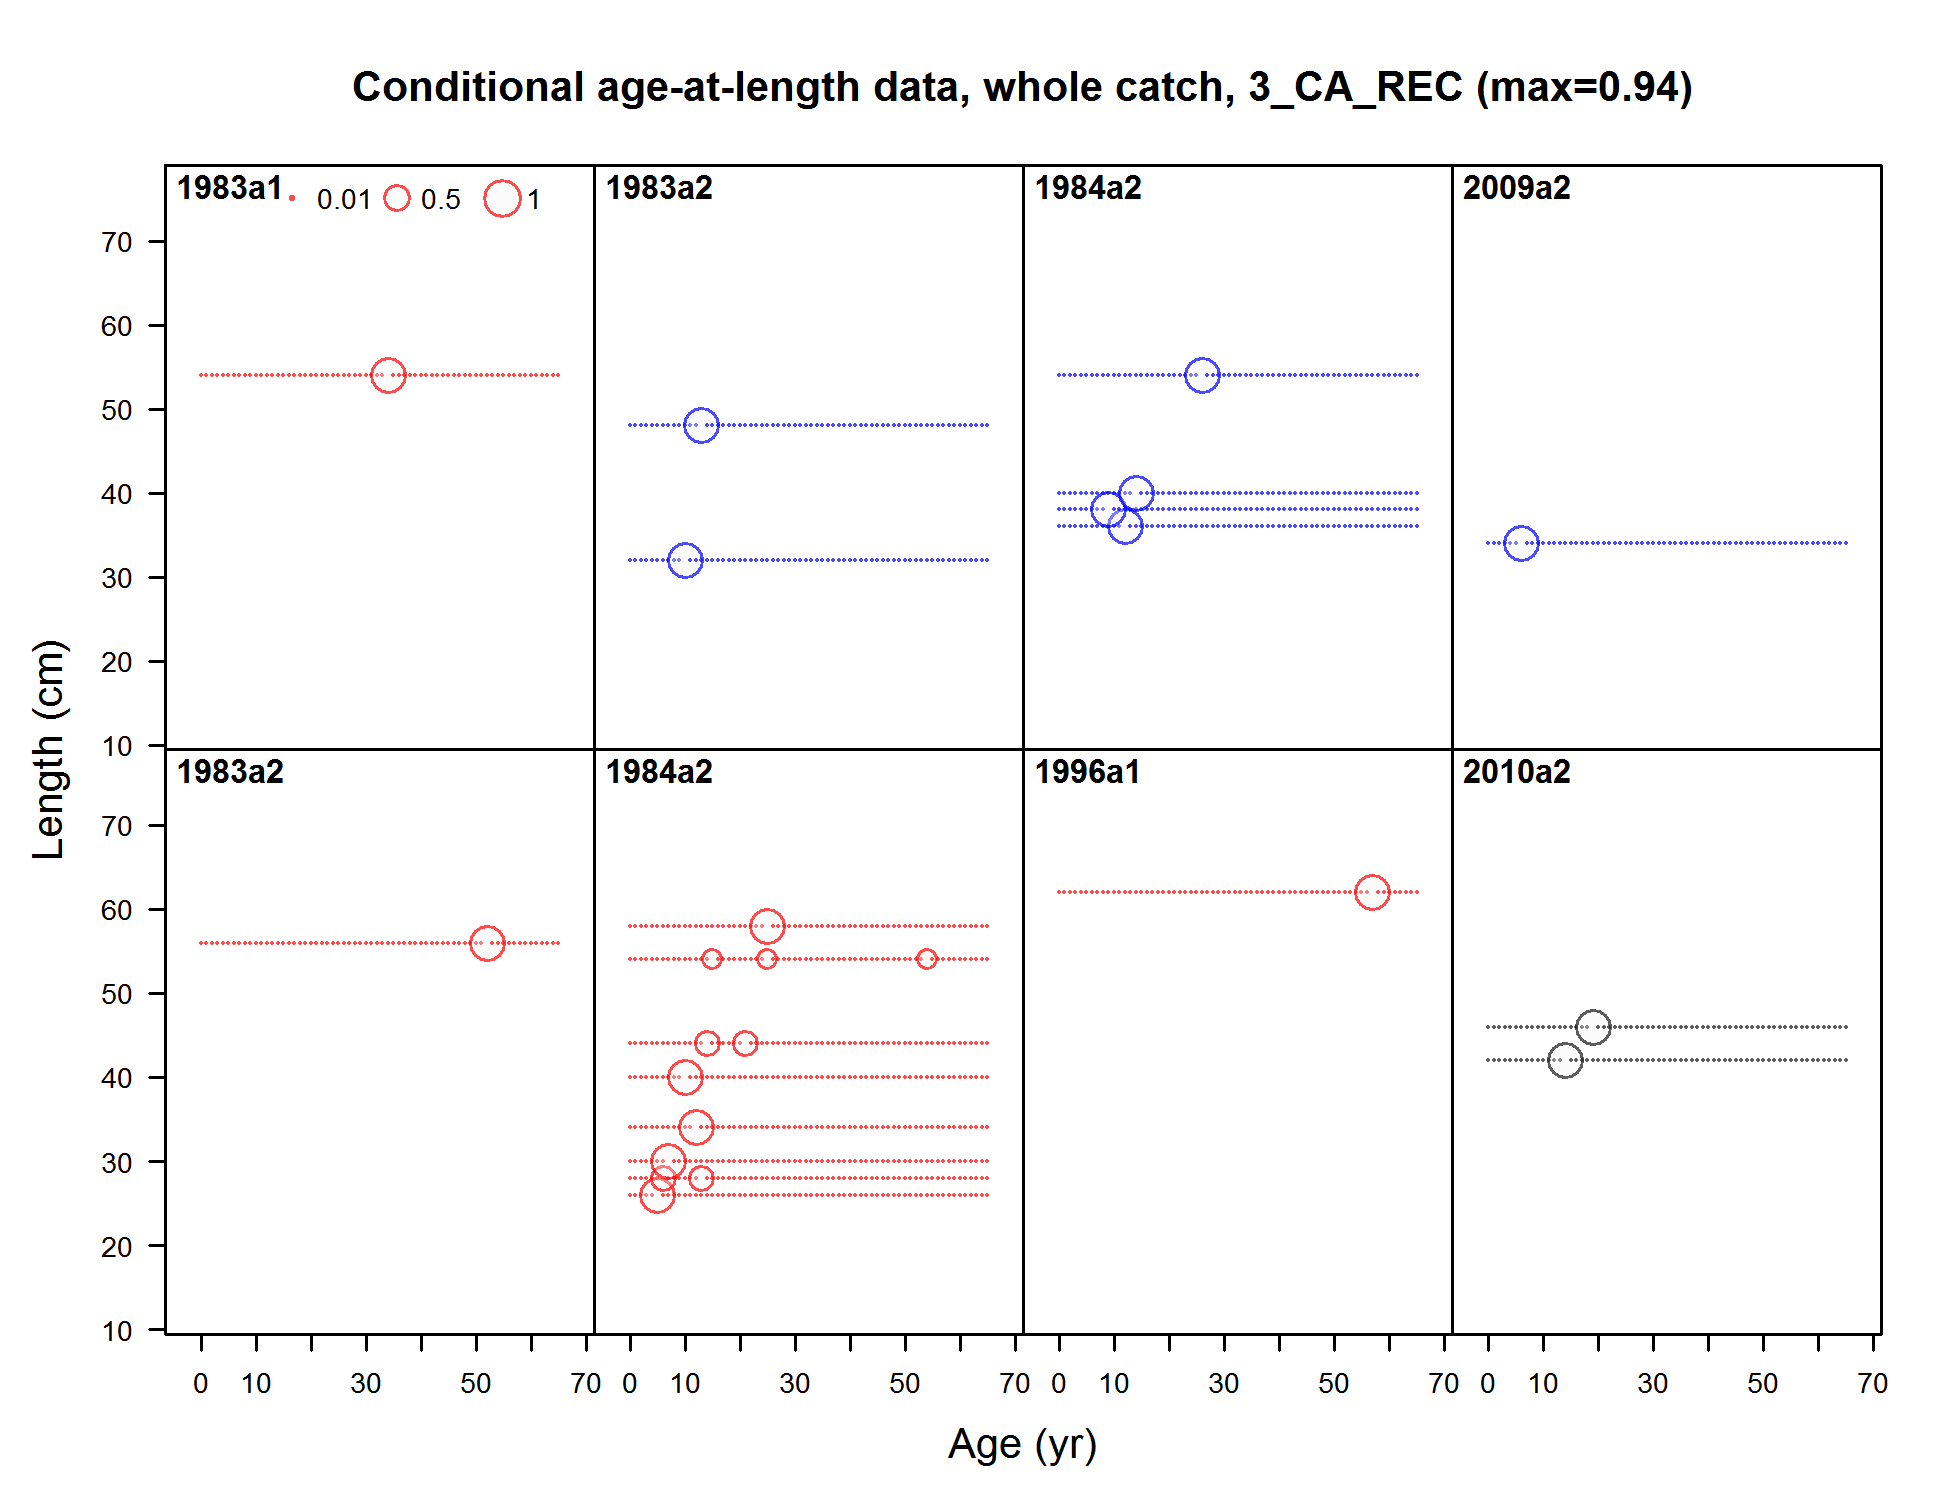 Conditional age-at-length data, whole catch, 3_CA_REC (max=0.94)
1983a1 0.01 0.5 1
1983a2
1984a2
2009a2
70
60
50
40
30
20
10
1983a2
1984a2
1996a1
2010a2
70
60
50
40
30
20
10
Length (cm)
0 10 30 50 70 0 10 30 50 70 0 10 30 50 70 0 10 30 50 70
Age (yr)